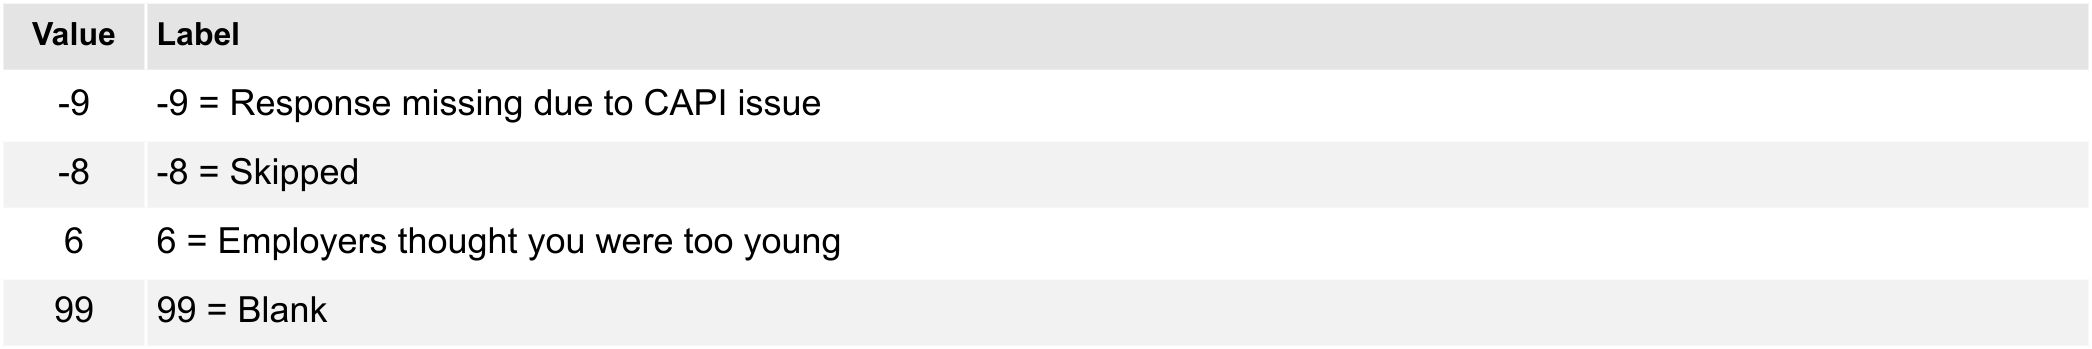 Value Label
-9 -9 = Response missing due to CAPI issue
-8 -8 = Skipped
6 6 = Employers thought you were too young
99 99 = Blank